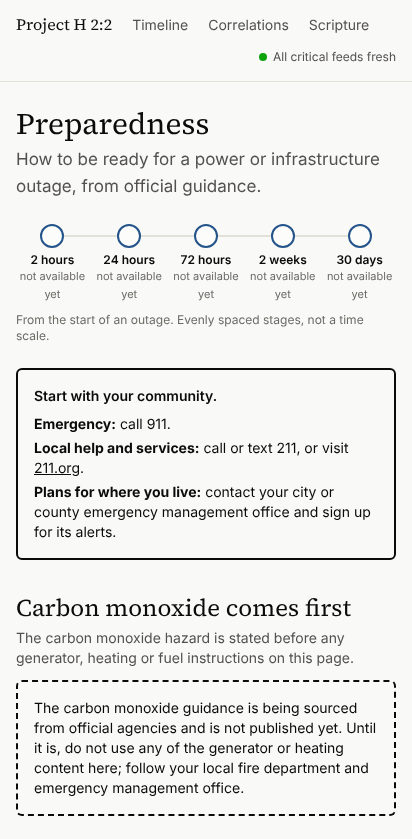 Project H 2:2 Timeline Correlations Scripture
All critical feeds fresh
Preparedness
How to be ready for a power or infrastructure
outage, from official guidance.
2 hours 24 hours 72 hours 2 weeks 30 days
not available not available not available not available not available
yet yet yet yet yet
From the start of an outage. Evenly spaced stages, not a time
scale.
Start with your community.
Emergency: call 911.
Local help and services: call or text 211, or visit
211.org.
Plans for where you live: contact your city or
county emergency management office and sign up
for its alerts.
Carbon monoxide comes first
The carbon monoxide hazard is stated before any
generator, heating or fuel instructions on this page.
The carbon monoxide guidance is being sourced
from official agencies and is not published yet. Until
it is, do not use any of the generator or heating
content here; follow your local fire department and
emergency management office.